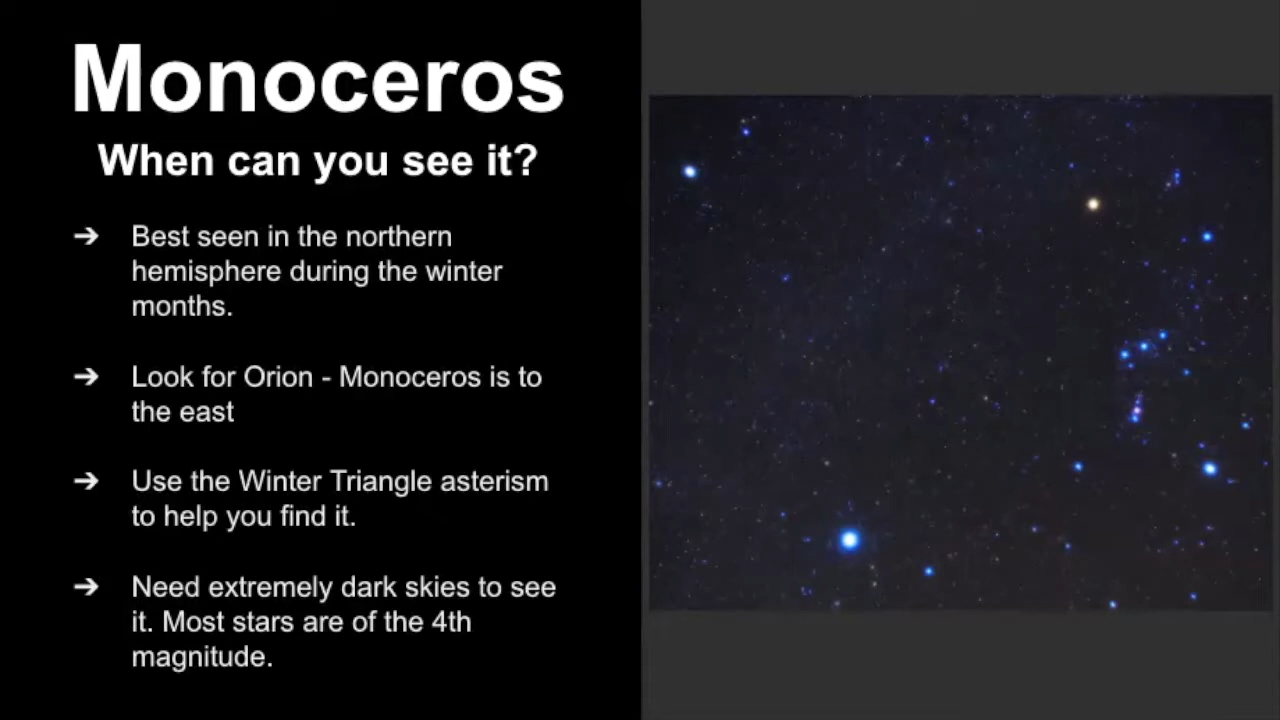 Monoceros
When can you see it?
➔ Best seen in the northern
hemisphere during the winter
months.
➔ Look for Orion - Monoceros is to
the east
➔ Use the Winter Triangle asterism
to help you find it.
➔ Need extremely dark skies to see
it. Most stars are of the 4th
magnitude.